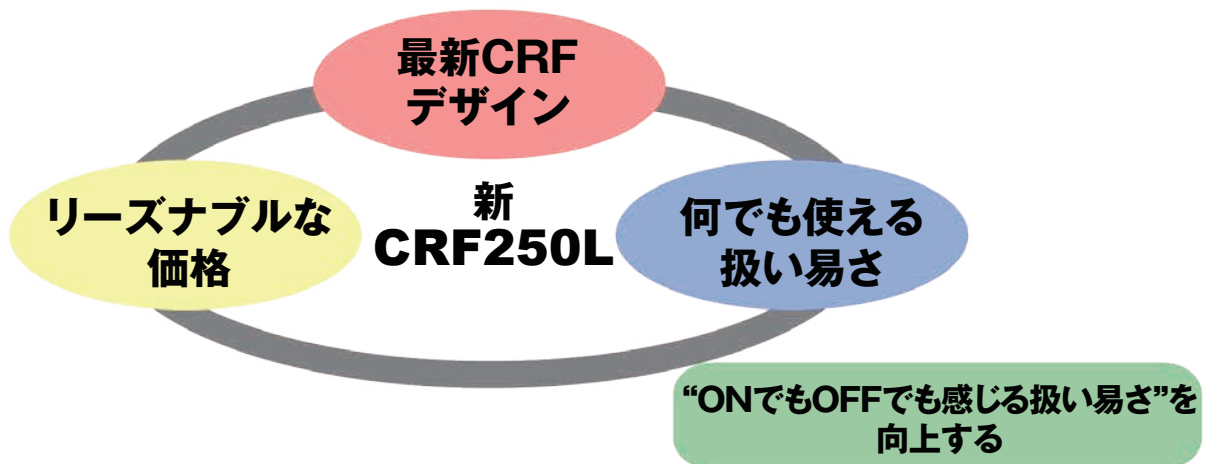 最新CRF
デザイン
リーズナブルな
価格
新
CRF250L
何でも使える
扱い易さ
“ONでもOFFでも感じる扱い易さ”を
向上する